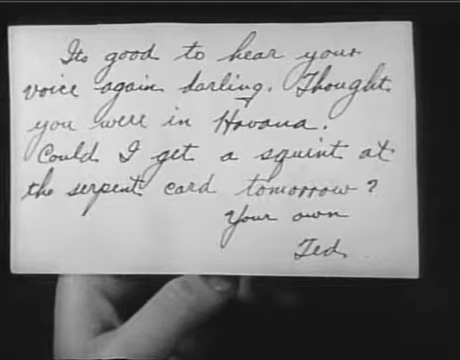 Its good to hear your
voice again darling. Thought
you were in Havana.
Could I get a squint at
the serpent card tomorrow?
Your own
Ted.